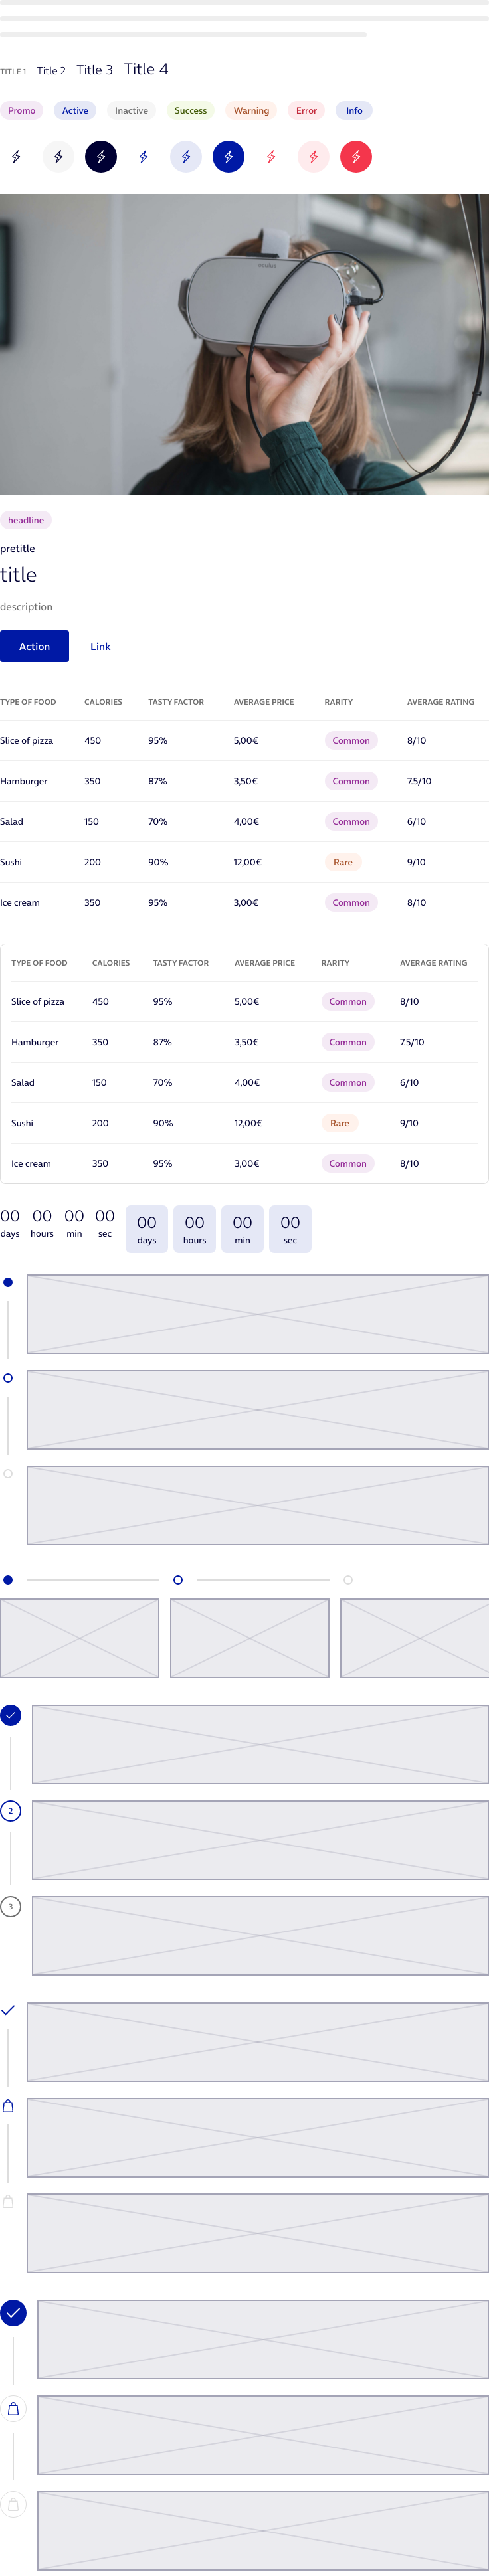 TITLE 1 Title 2 Title 3 Title 4
Promo Active Inactive Success Warning Error Info
oculus
headline
pretitle
title
description
Action Link
TYPE OF FOOD CALORIES TASTY FACTOR AVERAGE PRICE RARITY AVERAGE RATING
Slice of pizza 450 95% 5,00€ Common 8/10
Hamburger 350 87% 3,50€ Common 7.5/10
Salad 150 70% 4,00€ Common 6/10
Sushi 200 90% 12,00€ Rare 9/10
Ice cream 350 95% 3,00€ Common 8/10
TYPE OF FOOD CALORIES TASTY FACTOR AVERAGE PRICE RARITY AVERAGE RATING
Slice of pizza 450 95% 5,00€ Common 8/10
Hamburger 350 87% 3,50€ Common 7.5/10
Salad 150 70% 4,00€ Common 6/10
Sushi 200 90% 12,00€ Rare 9/10
Ice cream 350 95% 3,00€ Common 8/10
00 00 00 00 00 00 00 00
days hours min sec days hours min sec
2
3